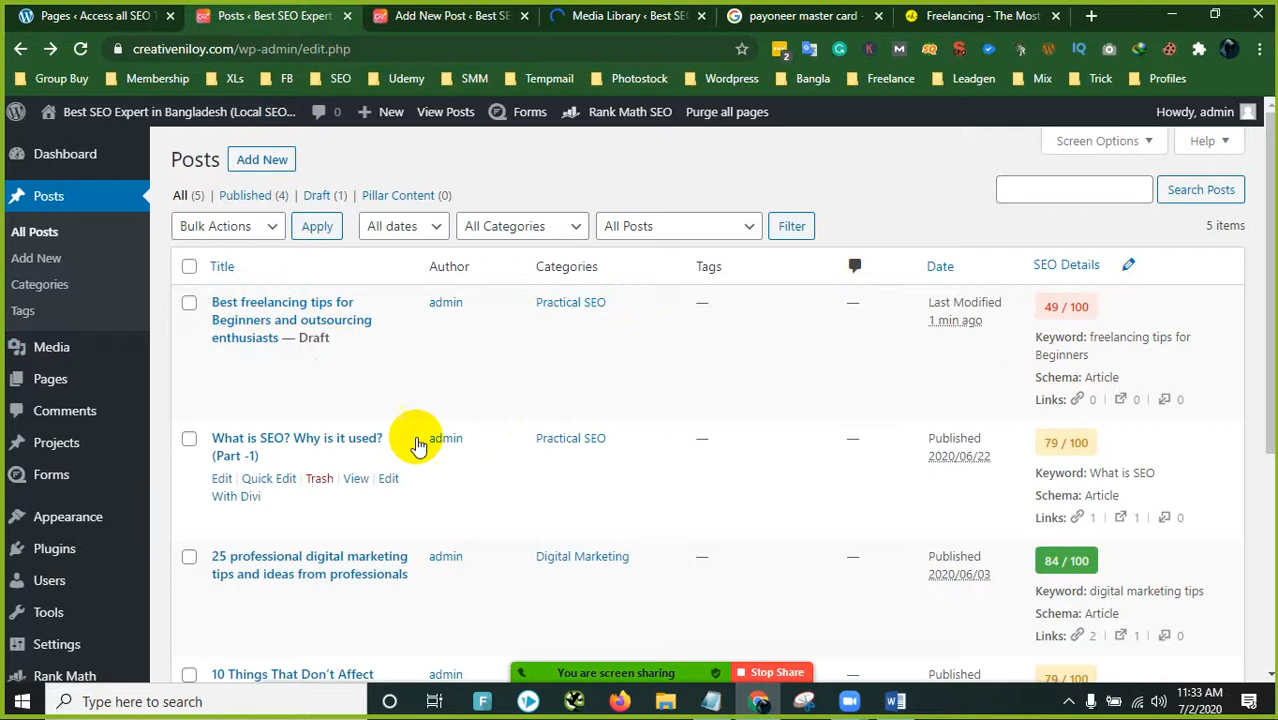 Pages ‹ Access all SEO T
Posts ‹ Best SEO Expert
Add New Post ‹ Best SE
Media Library ‹ Best SE
payoneer master card -
Freelancing - The Most
creativeniloy.com/wp-admin/edit.php
Group Buy
Membership
XLs
FB
SEO
Udemy
SMM
Tempmail
Photostock
Wordpress
Bangla
Freelance
Leadgen
Mix
Trick
Profiles
Best SEO Expert in Bangladesh (Local SEO...
0
New
View Posts
Forms
Rank Math SEO
Purge all pages
Howdy, admin
Dashboard
Posts
All Posts
Add New
Categories
Tags
Media
Pages
Comments
Projects
Forms
Appearance
Plugins
Users
Tools
Settings
Rank Math
Posts
Add New
Screen Options
Help
All (5) | Published (4) | Draft (1) | Pillar Content (0)
Search Posts
Bulk Actions
Apply
All dates
All Categories
All Posts
Filter
5 items
Title
Author
Categories
Tags
Date
SEO Details
Best freelancing tips for
Beginners and outsourcing
enthusiasts — Draft
admin
Practical SEO
—
—
Last Modified
1 min ago
49 / 100
Keyword: freelancing tips for
Beginners
Schema: Article
Links: 0 | 0 | 0
What is SEO? Why is it used?
(Part -1)
Edit | Quick Edit | Trash | View | Edit
With Divi
admin
Practical SEO
—
—
Published
2020/06/22
79 / 100
Keyword: What is SEO
Schema: Article
Links: 1 | 1 | 0
25 professional digital marketing
tips and ideas from professionals
admin
Digital Marketing
—
—
Published
2020/06/03
84 / 100
Keyword: digital marketing tips
Schema: Article
Links: 2 | 1 | 0
10 Things That Don't Affect
admin
Published
79 / 100
You are screen sharing
Stop Share
Type here to search
11:33 AM
7/2/2020